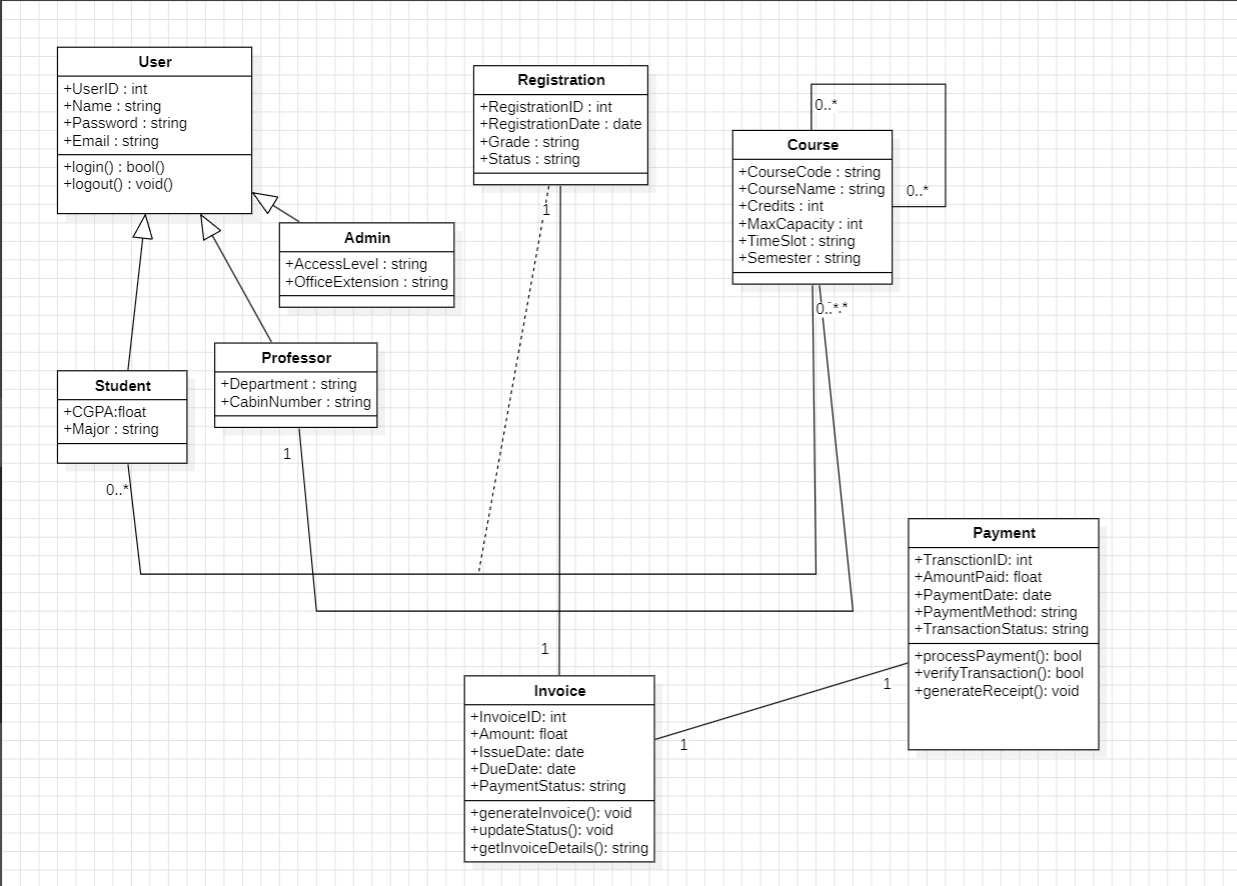 User
+UserID : int
+Name : string
+Password : string
+Email : string
+login() : bool()
+logout() : void()
Registration
+RegistrationID : int
+RegistrationDate : date
+Grade : string
+Status : string
1
0..*
Course
+CourseCode : string
+CourseName : string
+Credits : int
+MaxCapacity : int
+TimeSlot : string
+Semester : string
0..*
Admin
+AccessLevel : string
+OfficeExtension : string
Professor
+Department : string
+CabinNumber : string
1
Student
+CGPA:float
+Major : string
0..*
Payment
+TransctionID: int
+AmountPaid: float
+PaymentDate: date
+PaymentMethod: string
+TransactionStatus: string
+processPayment(): bool
+verifyTransaction(): bool
+generateReceipt(): void
1
1
Invoice
+InvoiceID: int
+Amount: float
+IssueDate: date
+DueDate: date
+PaymentStatus: string
+generateInvoice(): void
+updateStatus(): void
+getInvoiceDetails(): string
1